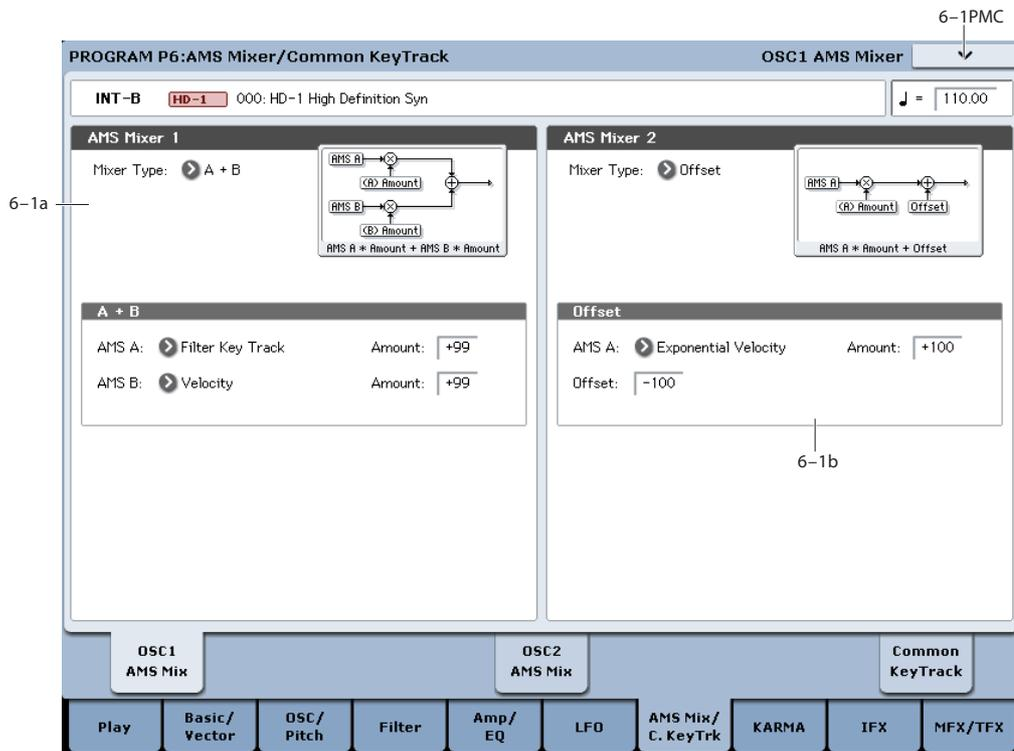 6–1PMC
PROGRAM P6:AMS Mixer/Common KeyTrack OSC1 AMS Mixer
INT-B HD-1 000: HD-1 High Definition Syn ♩ = 110.00
AMS Mixer 1
Mixer Type: A + B
AMS A
(A) Amount
AMS B
(B) Amount
AMS A * Amount + AMS B * Amount
6–1a
A + B
AMS A: Filter Key Track Amount: +99
AMS B: Velocity Amount: +99
AMS Mixer 2
Mixer Type: Offset
AMS A
(A) Amount Offset
AMS A * Amount + Offset
Offset
AMS A: Exponential Velocity Amount: +100
Offset: -100
6–1b
OSC1
AMS Mix
OSC2
AMS Mix
Common
KeyTrack
Play
Basic/
Vector
OSC/
Pitch
Filter
Amp/
EQ
LFO
AMS Mix/
C. KeyTrk
KARMA
IFX
MFX/TFX